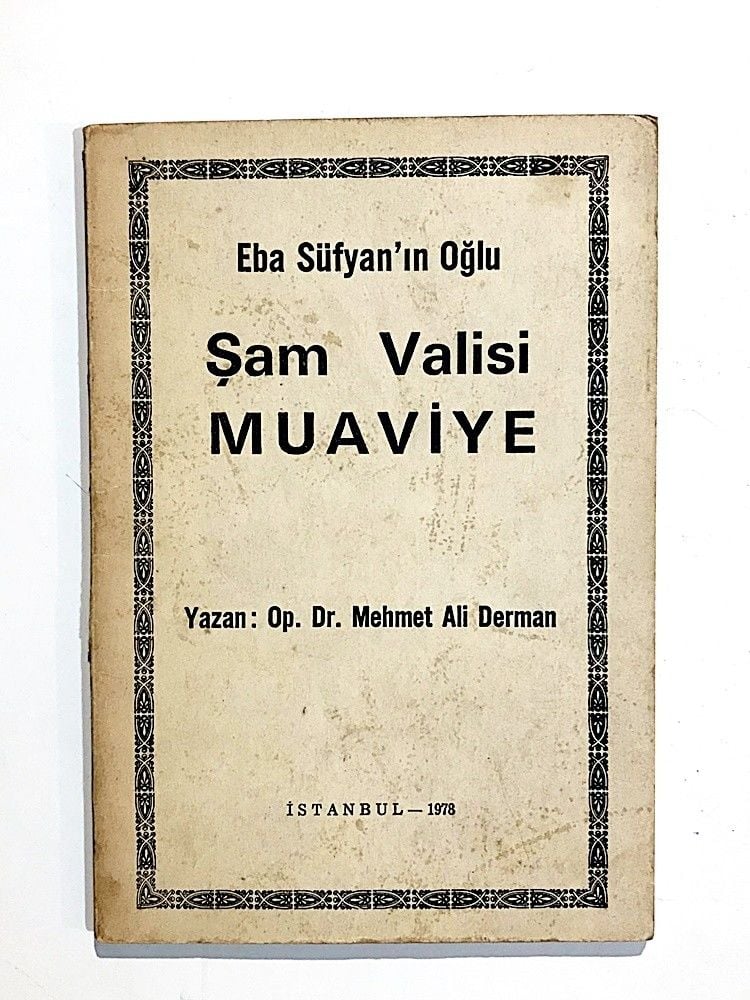 Eba Süfyan'ın Oğlu
Şam Valisi
MUAVİYE
Yazan: Op. Dr. Mehmet Ali Derman
İSTANBUL — 1978